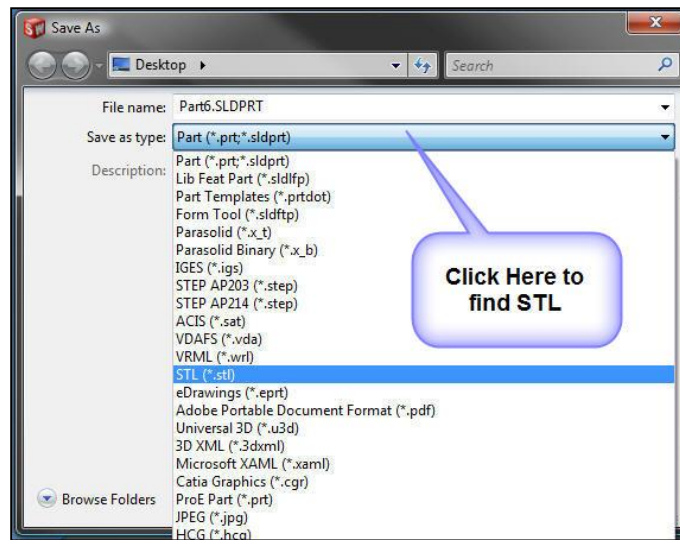 Save As
Desktop
Search
File name: Part6.SLDPRT
Save as type: Part (*.prt;*.sldprt)
Description:
Part (*.prt;*.sldprt)
Lib Feat Part (*.sldlfp)
Part Templates (*.prtdot)
Form Tool (*.sldftp)
Parasolid (*.x_t)
Parasolid Binary (*.x_b)
IGES (*.igs)
STEP AP203 (*.step)
STEP AP214 (*.step)
ACIS (*.sat)
VDAFS (*.vda)
VRML (*.wrl)
STL (*.stl)
eDrawings (*.eprt)
Adobe Portable Document Format (*.pdf)
Universal 3D (*.u3d)
3D XML (*.3dxml)
Microsoft XAML (*.xaml)
Catia Graphics (*.cgr)
ProE Part (*.prt)
JPEG (*.jpg)
HCG (*.hcg)
Click Here to
find STL
Browse Folders